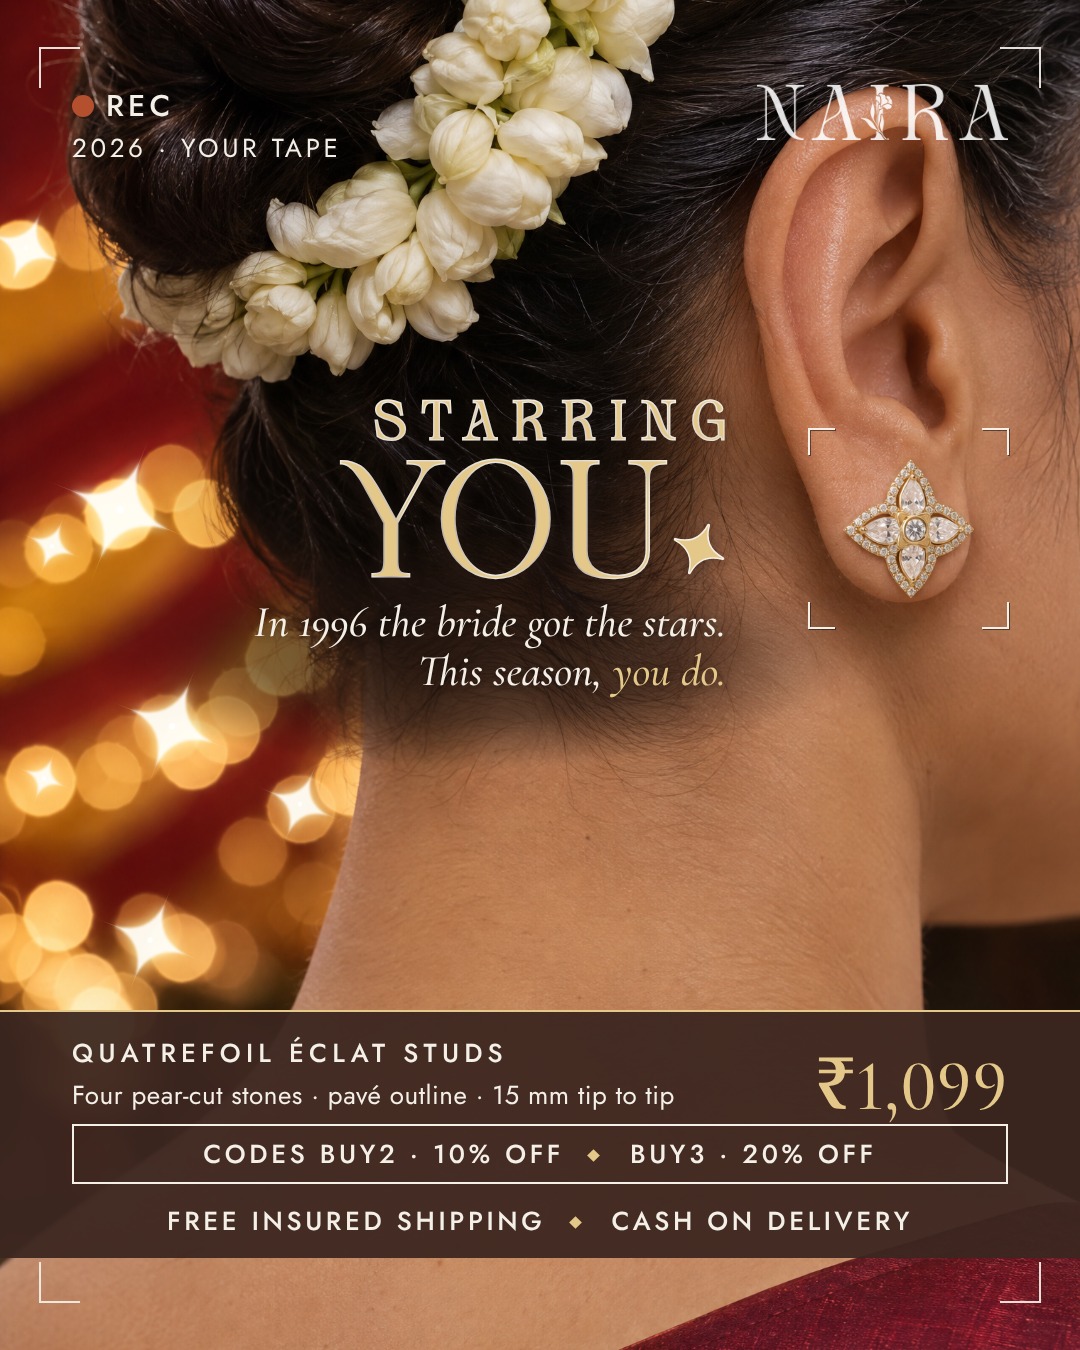 REC
2026 · YOUR TAPE
NAIRA
STARRING
YOU
In 1996 the bride got the stars.
This season, you do.
QUATREFOIL ÉCLAT STUDS
Four pear-cut stones · pavé outline · 15 mm tip to tip
₹1,099
CODES BUY2 · 10% OFF ◆ BUY3 · 20% OFF
FREE INSURED SHIPPING ◆ CASH ON DELIVERY